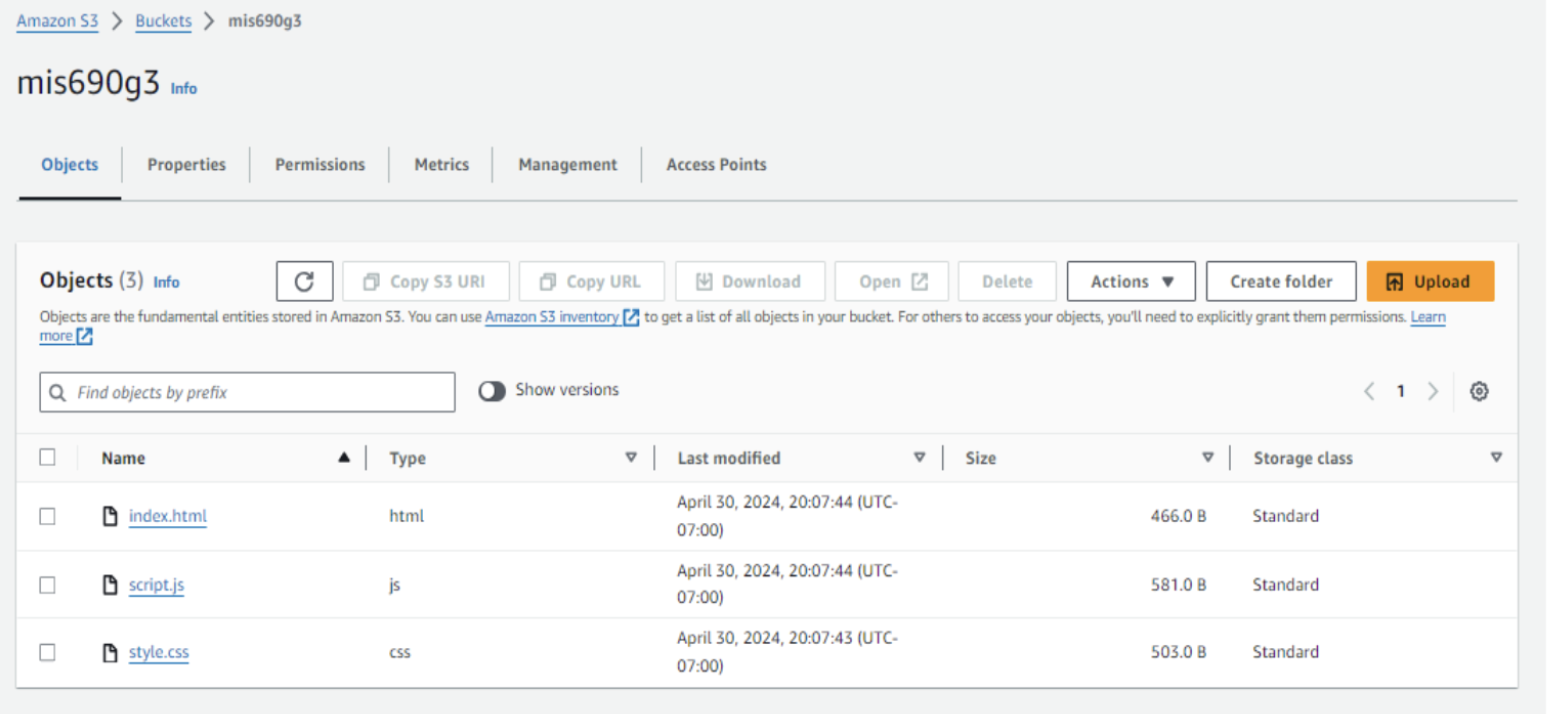 Amazon S3 > Buckets > mis690g3
mis690g3 Info
Objects Properties Permissions Metrics Management Access Points
Objects (3) Info Copy S3 URI Copy URL Download Open Delete Actions Create folder Upload
Objects are the fundamental entities stored in Amazon S3. You can use Amazon S3 inventory to get a list of all objects in your bucket. For others to access your objects, you'll need to explicitly grant them permissions. Learn
more
Find objects by prefix Show versions 1
Name Type Last modified Size Storage class
index.html html April 30, 2024, 20:07:44 (UTC-
07:00) 466.0 B Standard
script.js js April 30, 2024, 20:07:44 (UTC-
07:00) 581.0 B Standard
style.css css April 30, 2024, 20:07:43 (UTC-
07:00) 503.0 B Standard